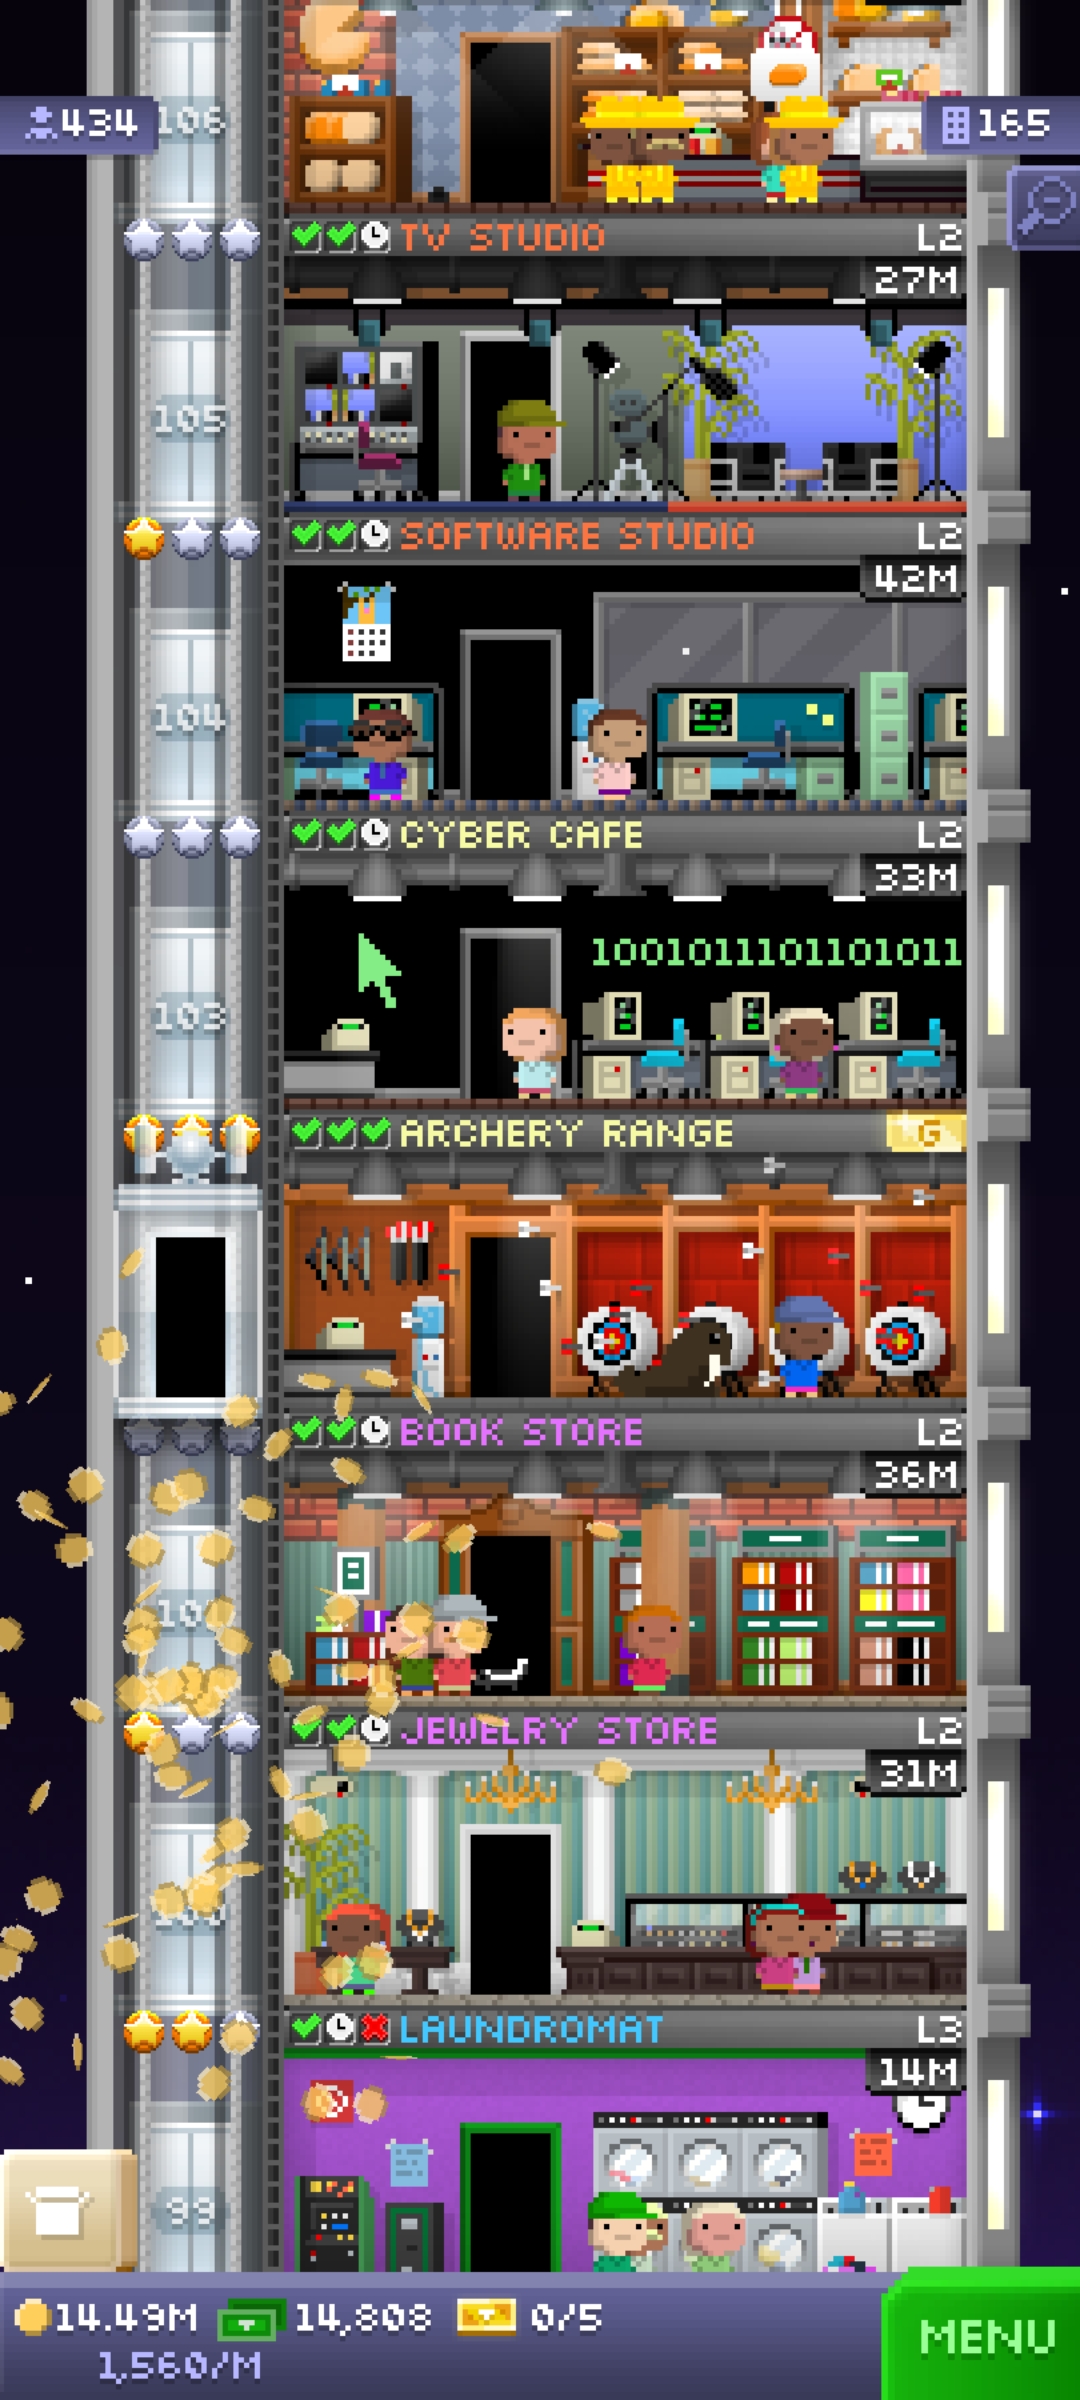 434
106
165
TV STUDIO L2
27M
105
SOFTWARE STUDIO L2
42M
104
CYBER CAFE L2
33M
1001011101101011
103
ARCHERY RANGE G
BOOK STORE L2
36M
8
JEWELRY STORE L2
31M
LAUNDROMAT L3
14M
99
14.49M 14,808 0/5
1,560/M
MENU